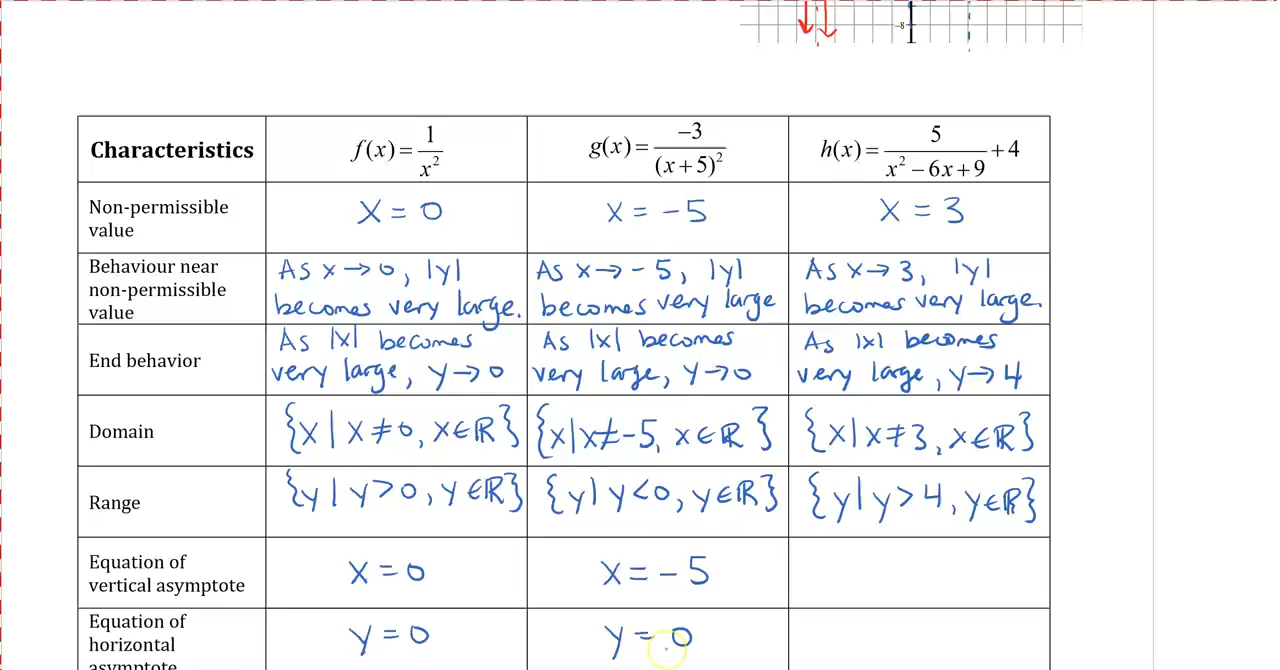 -8
Characteristics f(x) = 1/x² g(x) = -3/(x+5)² h(x) = 5/(x² - 6x + 9) + 4
Non-permissible
value
x = 0
x = -5
x = 3
Behaviour near
non-permissible
value
As x → 0, |y|
becomes very large.
As x → -5, |y|
becomes very large
As x → 3, |y|
becomes very large.
End behavior
As |x| becomes
very large, y → 0
As |x| becomes
very large, y → 0
As |x| becomes
very large, y → 4
Domain
{x | x ≠ 0, x ∈ ℝ}
{x | x ≠ -5, x ∈ ℝ}
{x | x ≠ 3, x ∈ ℝ}
Range
{y | y > 0, y ∈ ℝ}
{y | y < 0, y ∈ ℝ}
{y | y > 4, y ∈ ℝ}
Equation of
vertical asymptote
x = 0
x = -5
Equation of
horizontal
asymptote
y = 0
y = 0